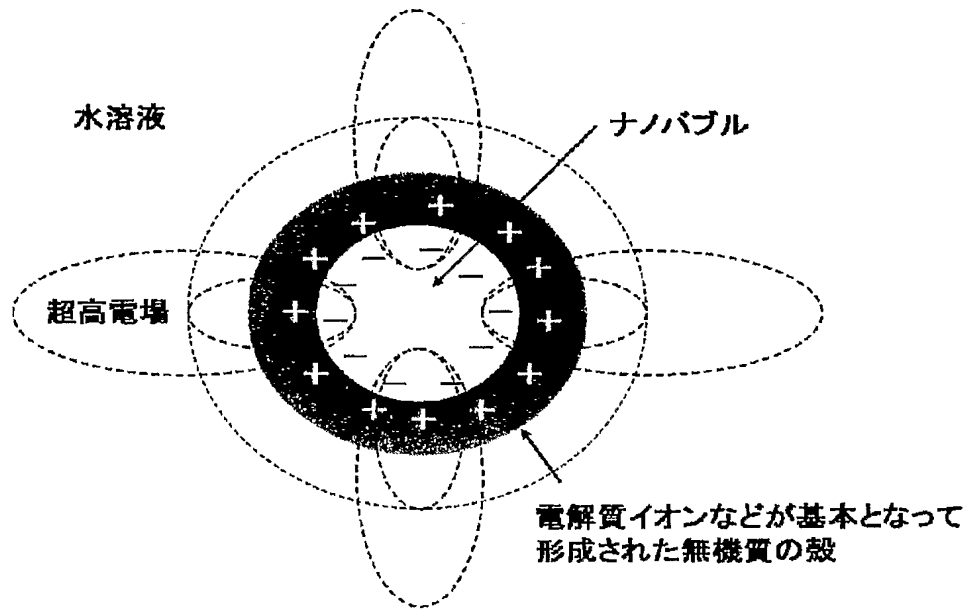 水溶液
ナノバブル
超高電場
電解質イオンなどが基本となって
形成された無機質の殻